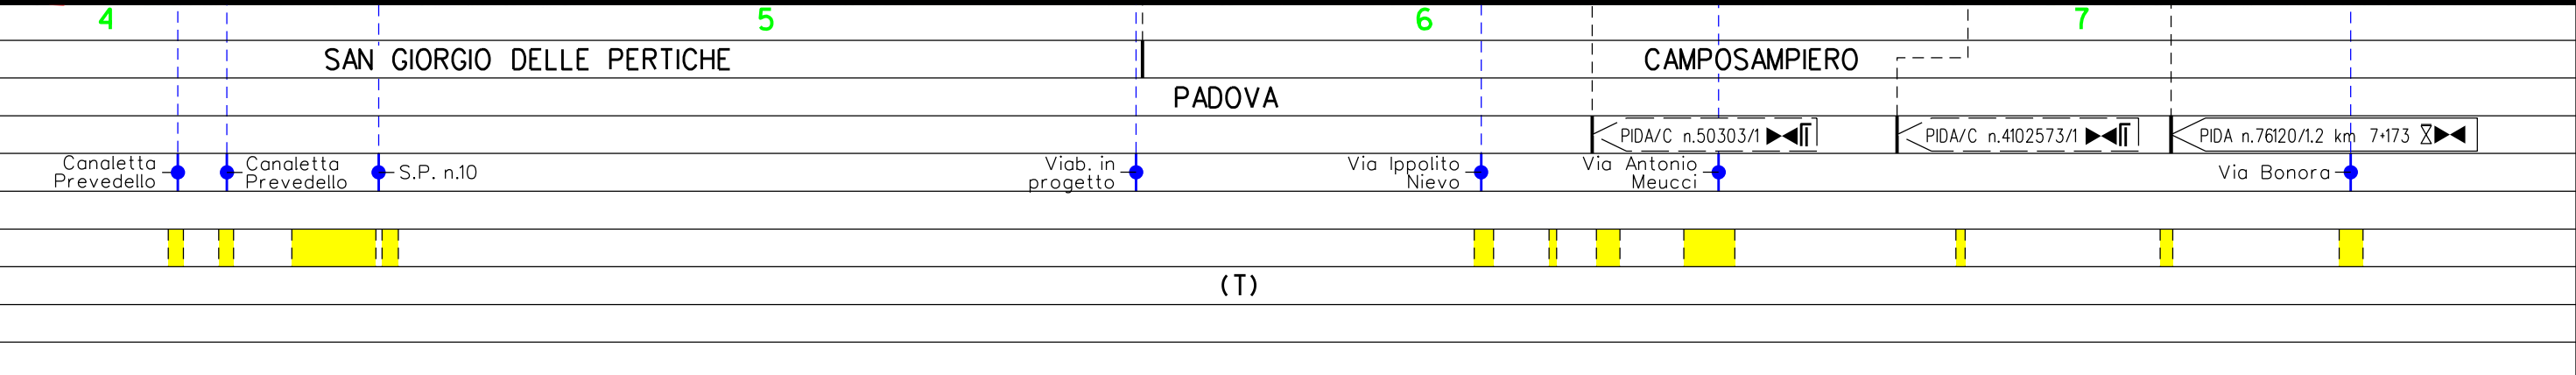 4 5 6 7
SAN GIORGIO DELLE PERTICHE CAMPOSAMPIERO
PADOVA
PIDA/C n.50303/1 PIDA/C n.4102573/1 PIDA n.76120/1.2 km 7+173
Canaletta
Prevedello
Canaletta
Prevedello
S.P. n.10
Viab. in
progetto
Via Ippolito
Nievo
Via Antonio
Meucci
Via Bonora
(T)